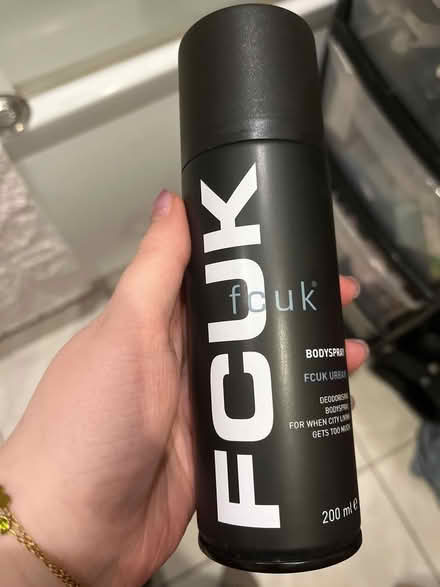 FCUK
fcuk®
BODYSPRAY
FCUK URBAN
DEODORISING
BODYSPRAY
FOR WHEN CITY LIVING
GETS TOO MUCH
200 ml e